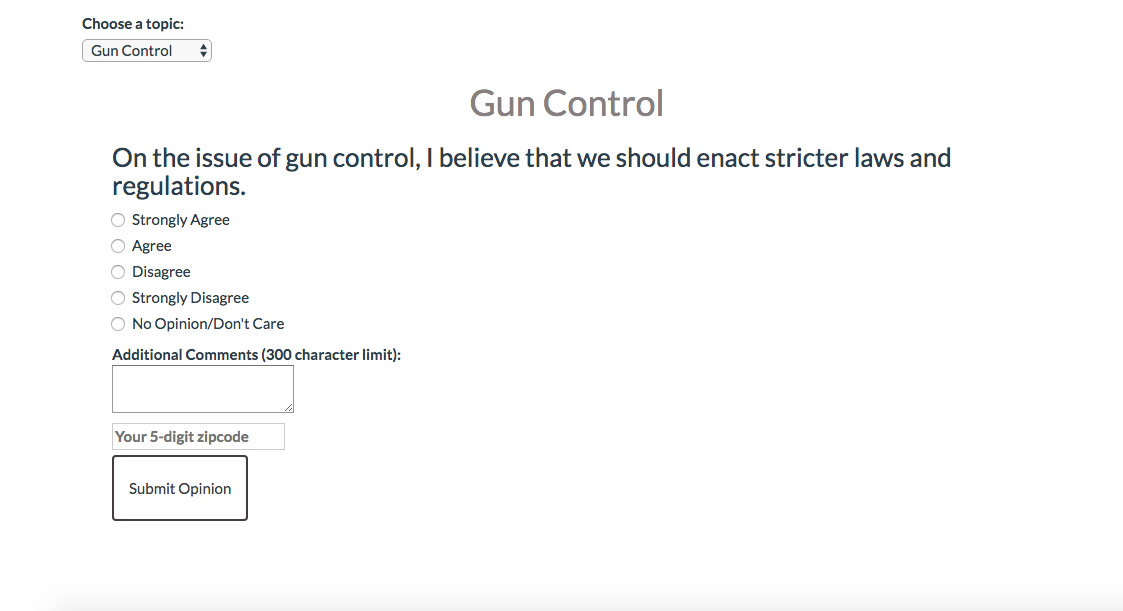 Choose a topic:
Gun Control
Gun Control
On the issue of gun control, I believe that we should enact stricter laws and
regulations.
Strongly Agree
Agree
Disagree
Strongly Disagree
No Opinion/Don't Care
Additional Comments (300 character limit):
Your 5-digit zipcode
Submit Opinion